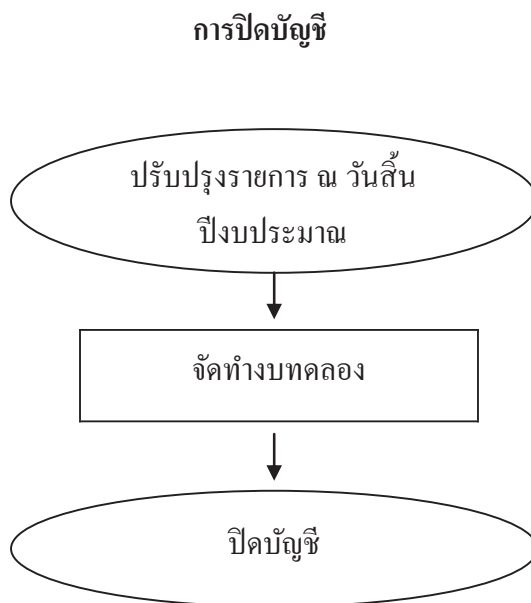 การปิดบัญชี
ปรับปรุงรายการ ณ วันสิ้น
ปีงบประมาณ
จัดทำงบทดลอง
ปิดบัญชี